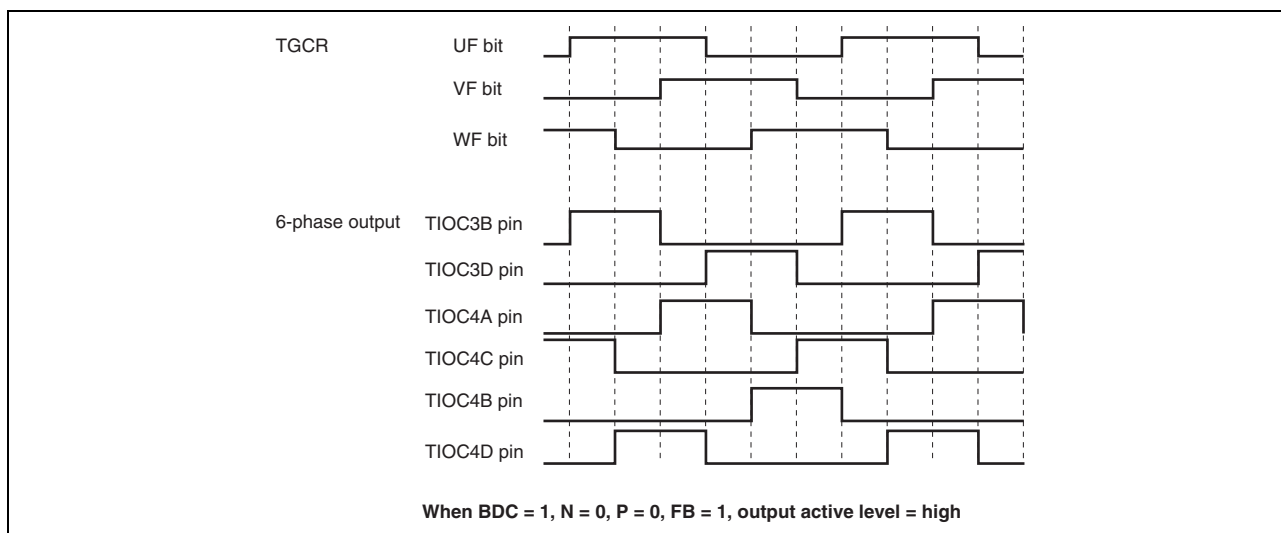 TGCR UF bit
VF bit
WF bit
6-phase output TIOC3B pin
TIOC3D pin
TIOC4A pin
TIOC4C pin
TIOC4B pin
TIOC4D pin
When BDC = 1, N = 0, P = 0, FB = 1, output active level = high